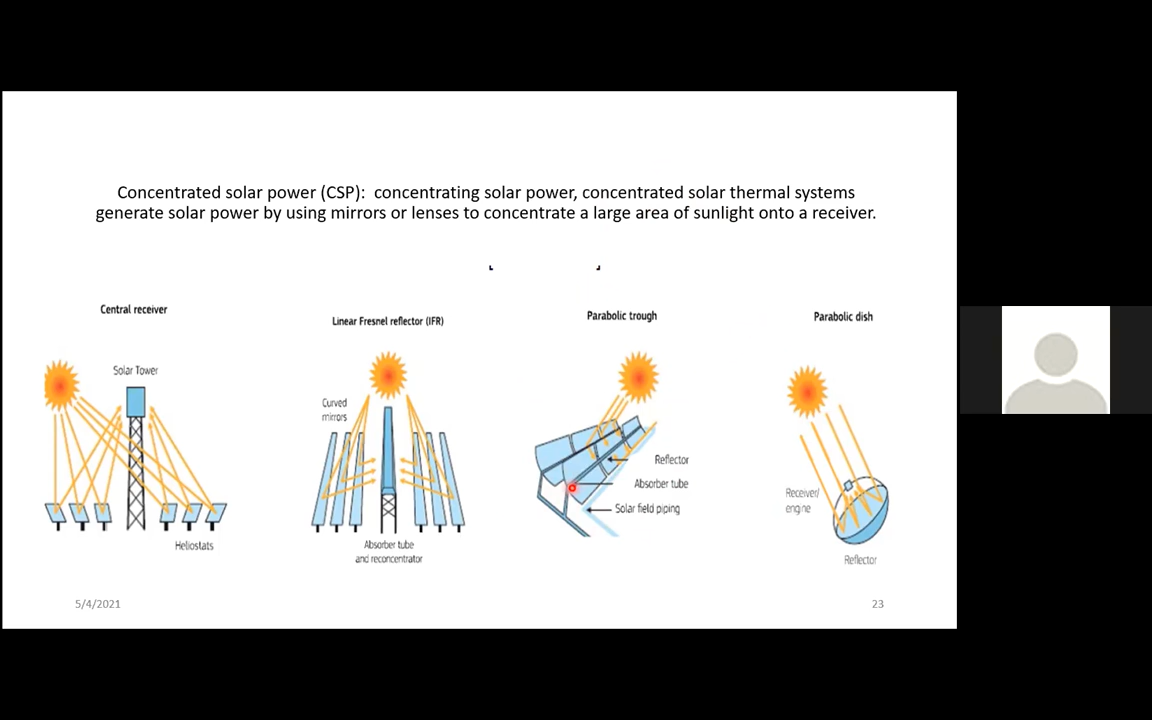 Concentrated solar power (CSP):  concentrating solar power, concentrated solar thermal systems
generate solar power by using mirrors or lenses to concentrate a large area of sunlight onto a receiver.
Central receiver
Solar Tower
Heliostats
Linear Fresnel reflector (IFR)
Curved
mirrors
Absorber tube
and reconcentrator
Parabolic trough
Reflector
Absorber tube
Solar field piping
Parabolic dish
Receiver/
engine
Reflector
5/4/2021
23